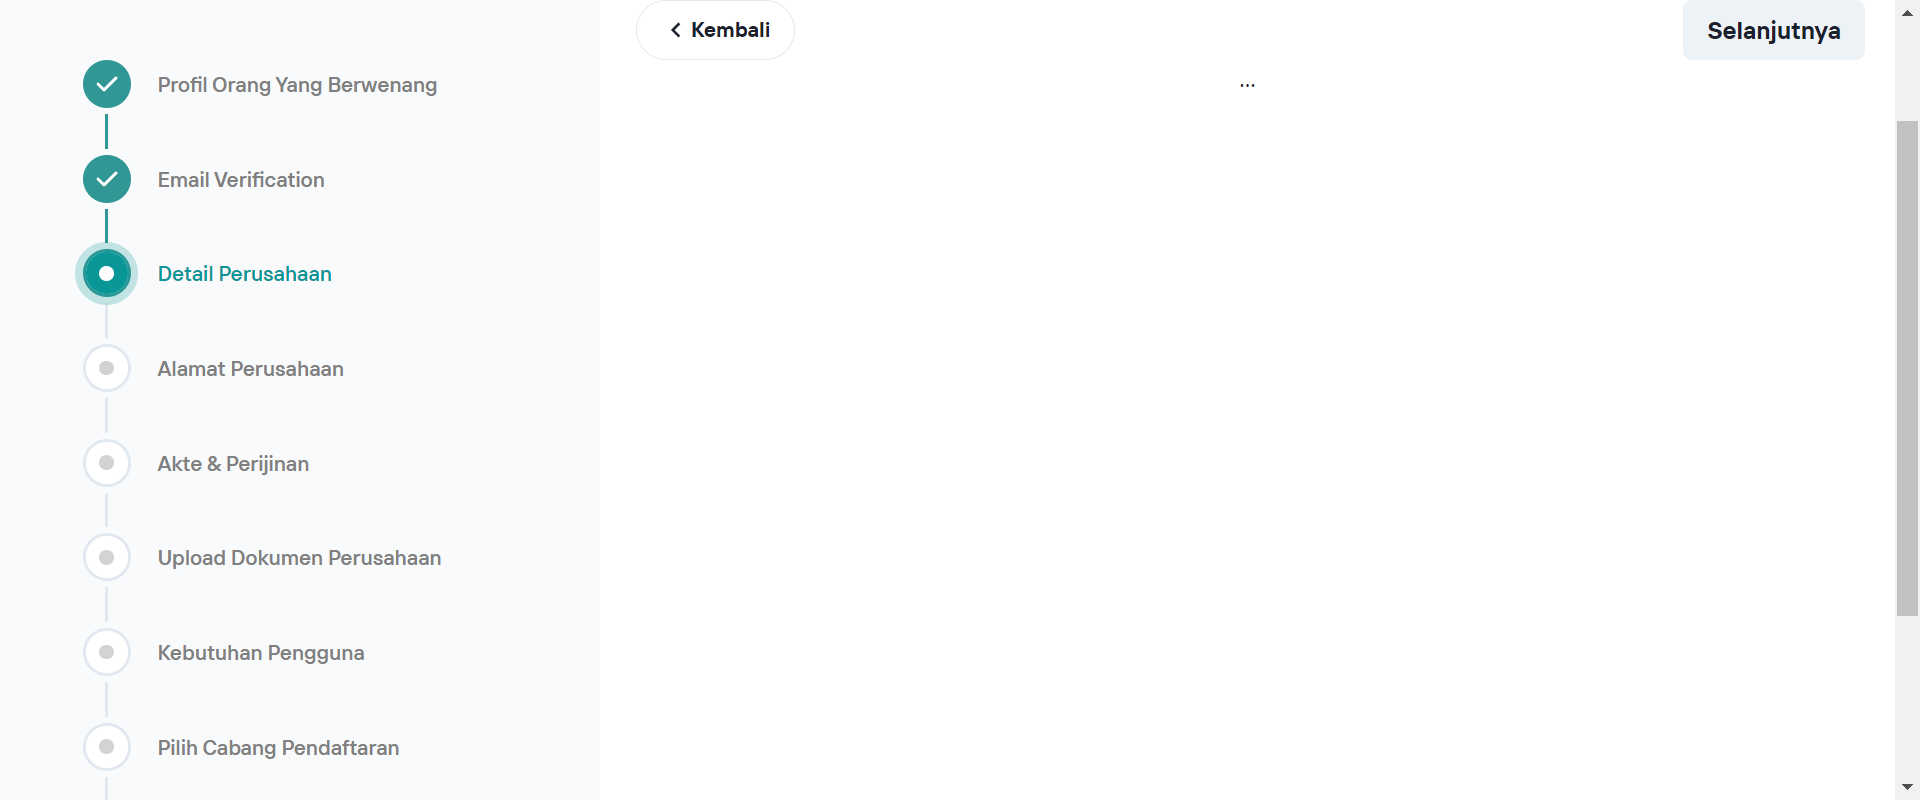 Profil Orang Yang Berwenang
Email Verification
Detail Perusahaan
Alamat Perusahaan
Akte & Perijinan
Upload Dokumen Perusahaan
Kebutuhan Pengguna
Pilih Cabang Pendaftaran
Kembali
Selanjutnya
...